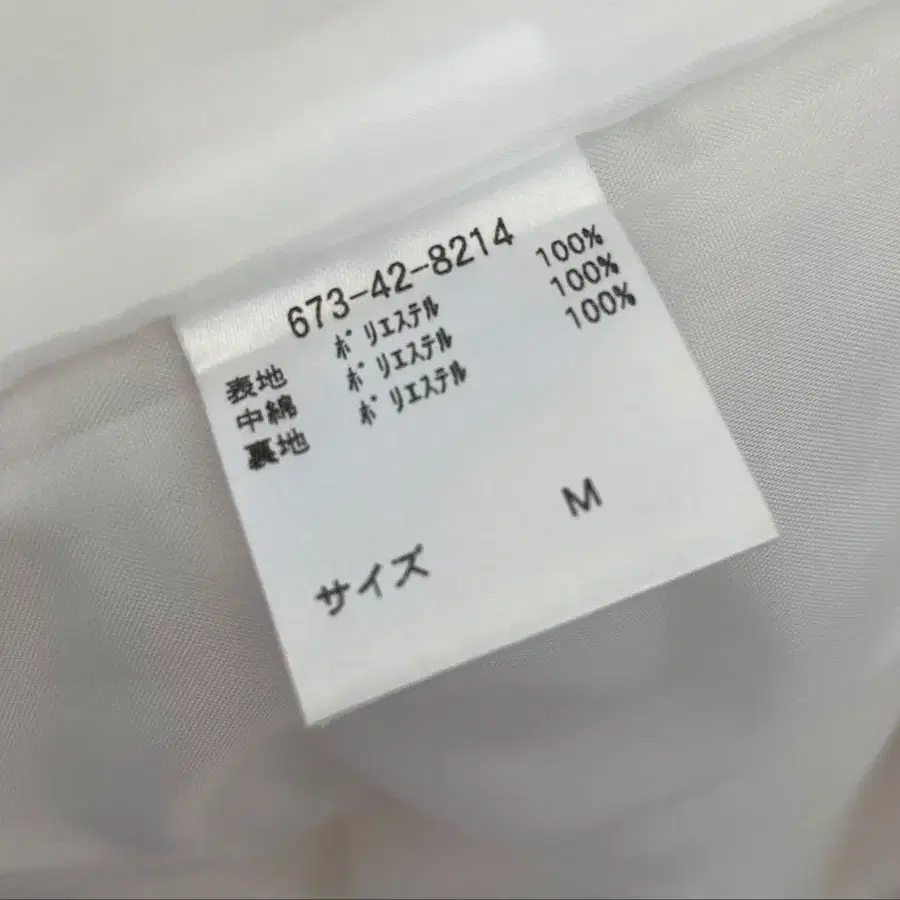 673-42-8214
表地 ポリエステル 100%
中綿 ポリエステル 100%
裏地 ポリエステル 100%
サイズ M